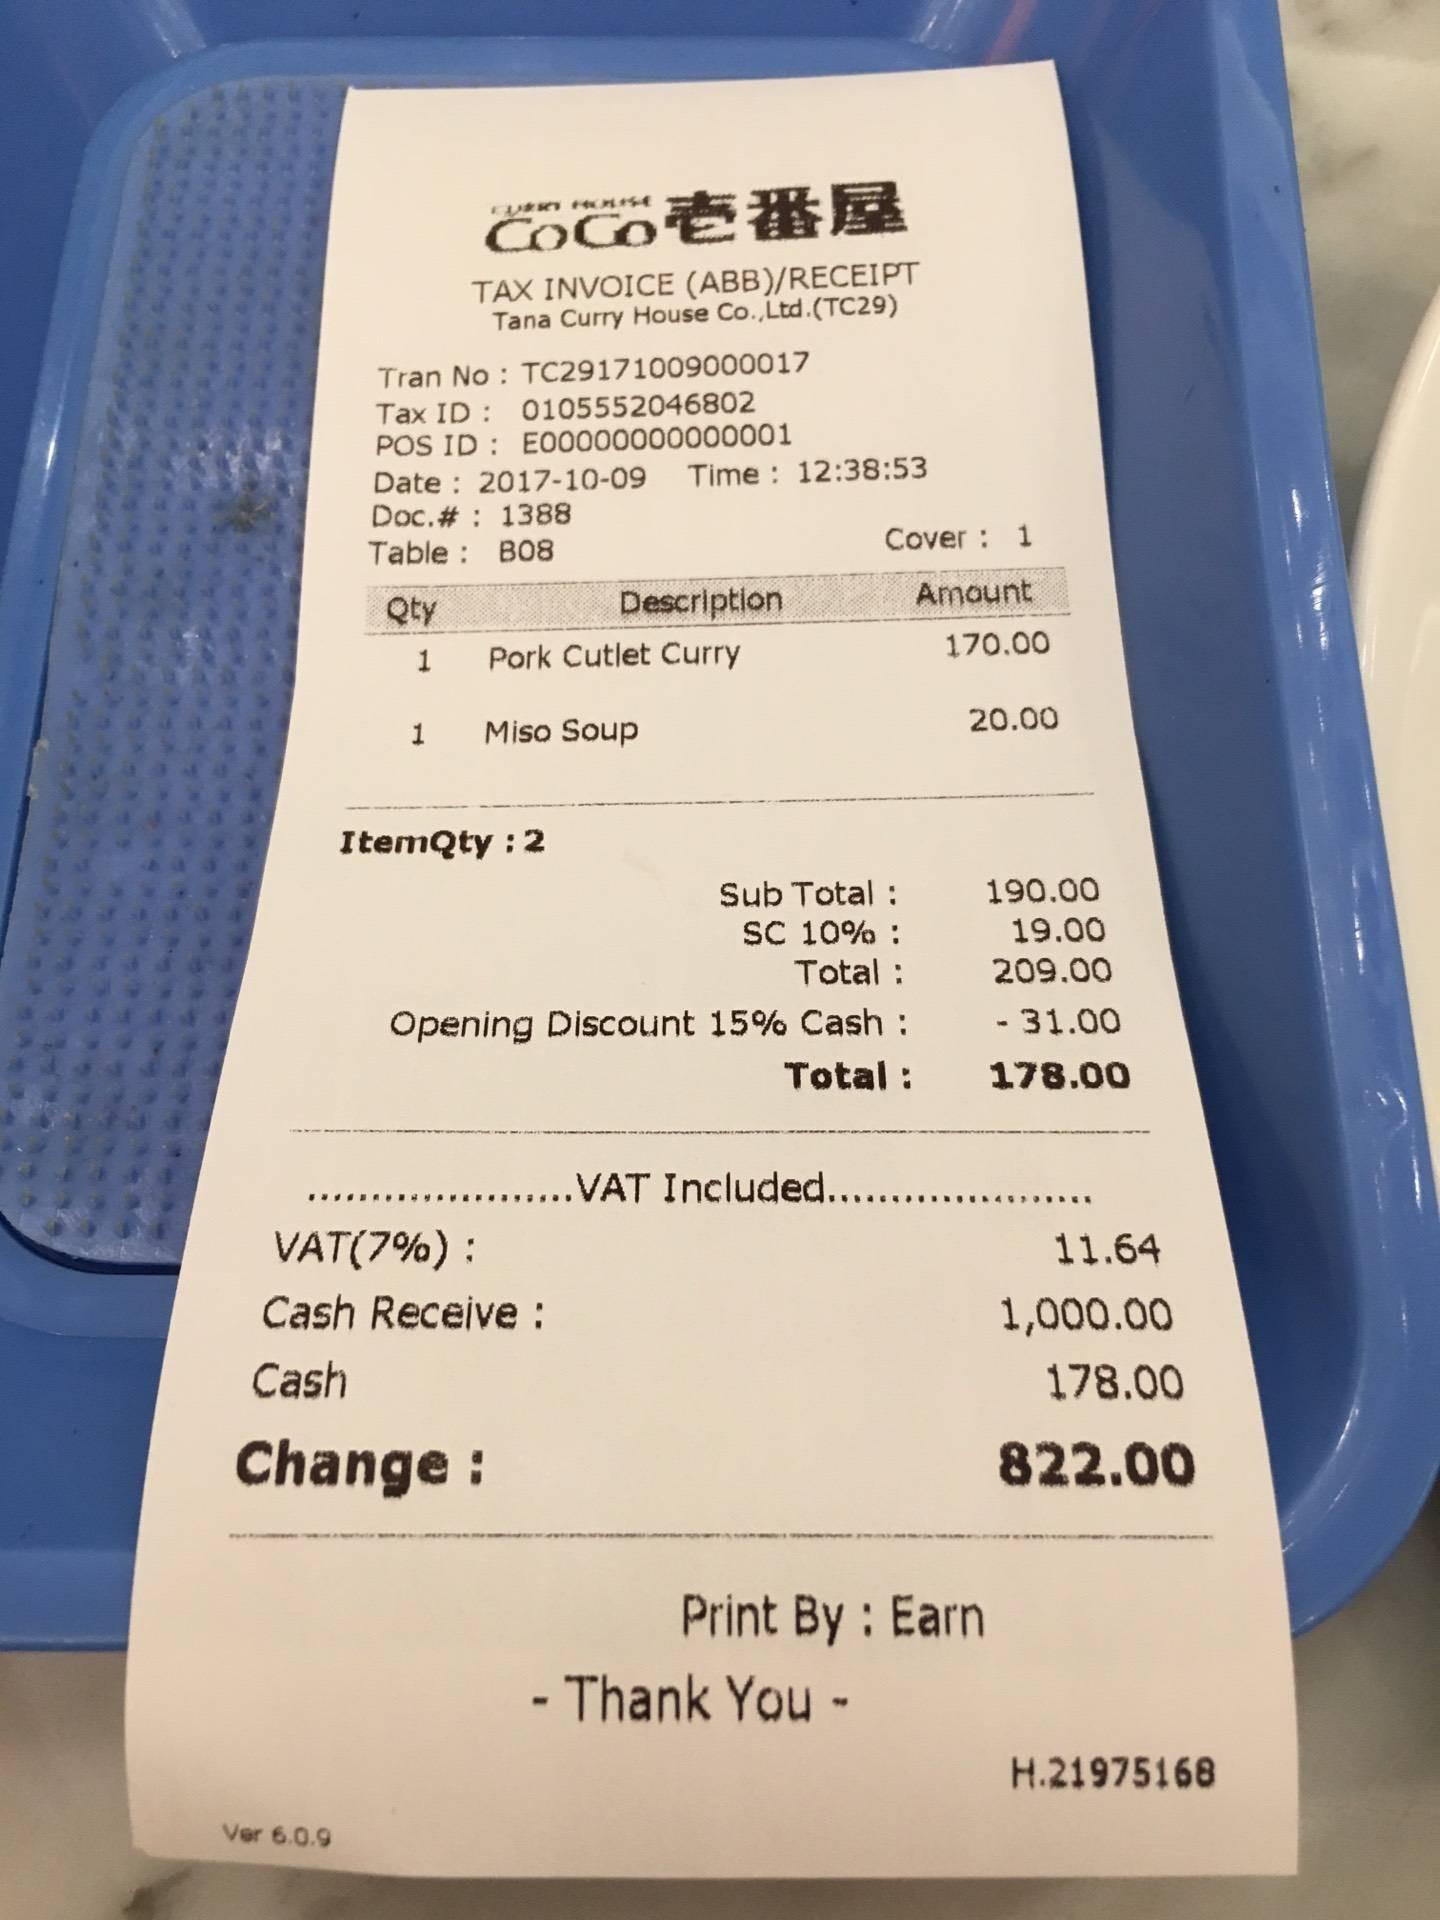 CURRY HOUSE
CoCo壱番屋
TAX INVOICE (ABB)/RECEIPT
Tana Curry House Co.,Ltd.(TC29)
Tran No : TC29171009000017
Tax ID : 0105552046802
POS ID : E00000000000001
Date : 2017-10-09 Time : 12:38:53
Doc.# : 1388
Table : B08 Cover : 1
Qty Description Amount
1 Pork Cutlet Curry 170.00
1 Miso Soup 20.00
ItemQty : 2
Sub Total : 190.00
SC 10% : 19.00
Total : 209.00
Opening Discount 15% Cash : - 31.00
Total : 178.00
.....................VAT Included.....................
VAT(7%) : 11.64
Cash Receive : 1,000.00
Cash 178.00
Change : 822.00
Print By : Earn
- Thank You -
H.21975168
Ver 6.0.9